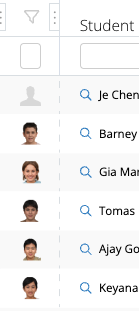 Student
Je Chen
Barney
Gia Mar
Tomas
Ajay Go
Keyana